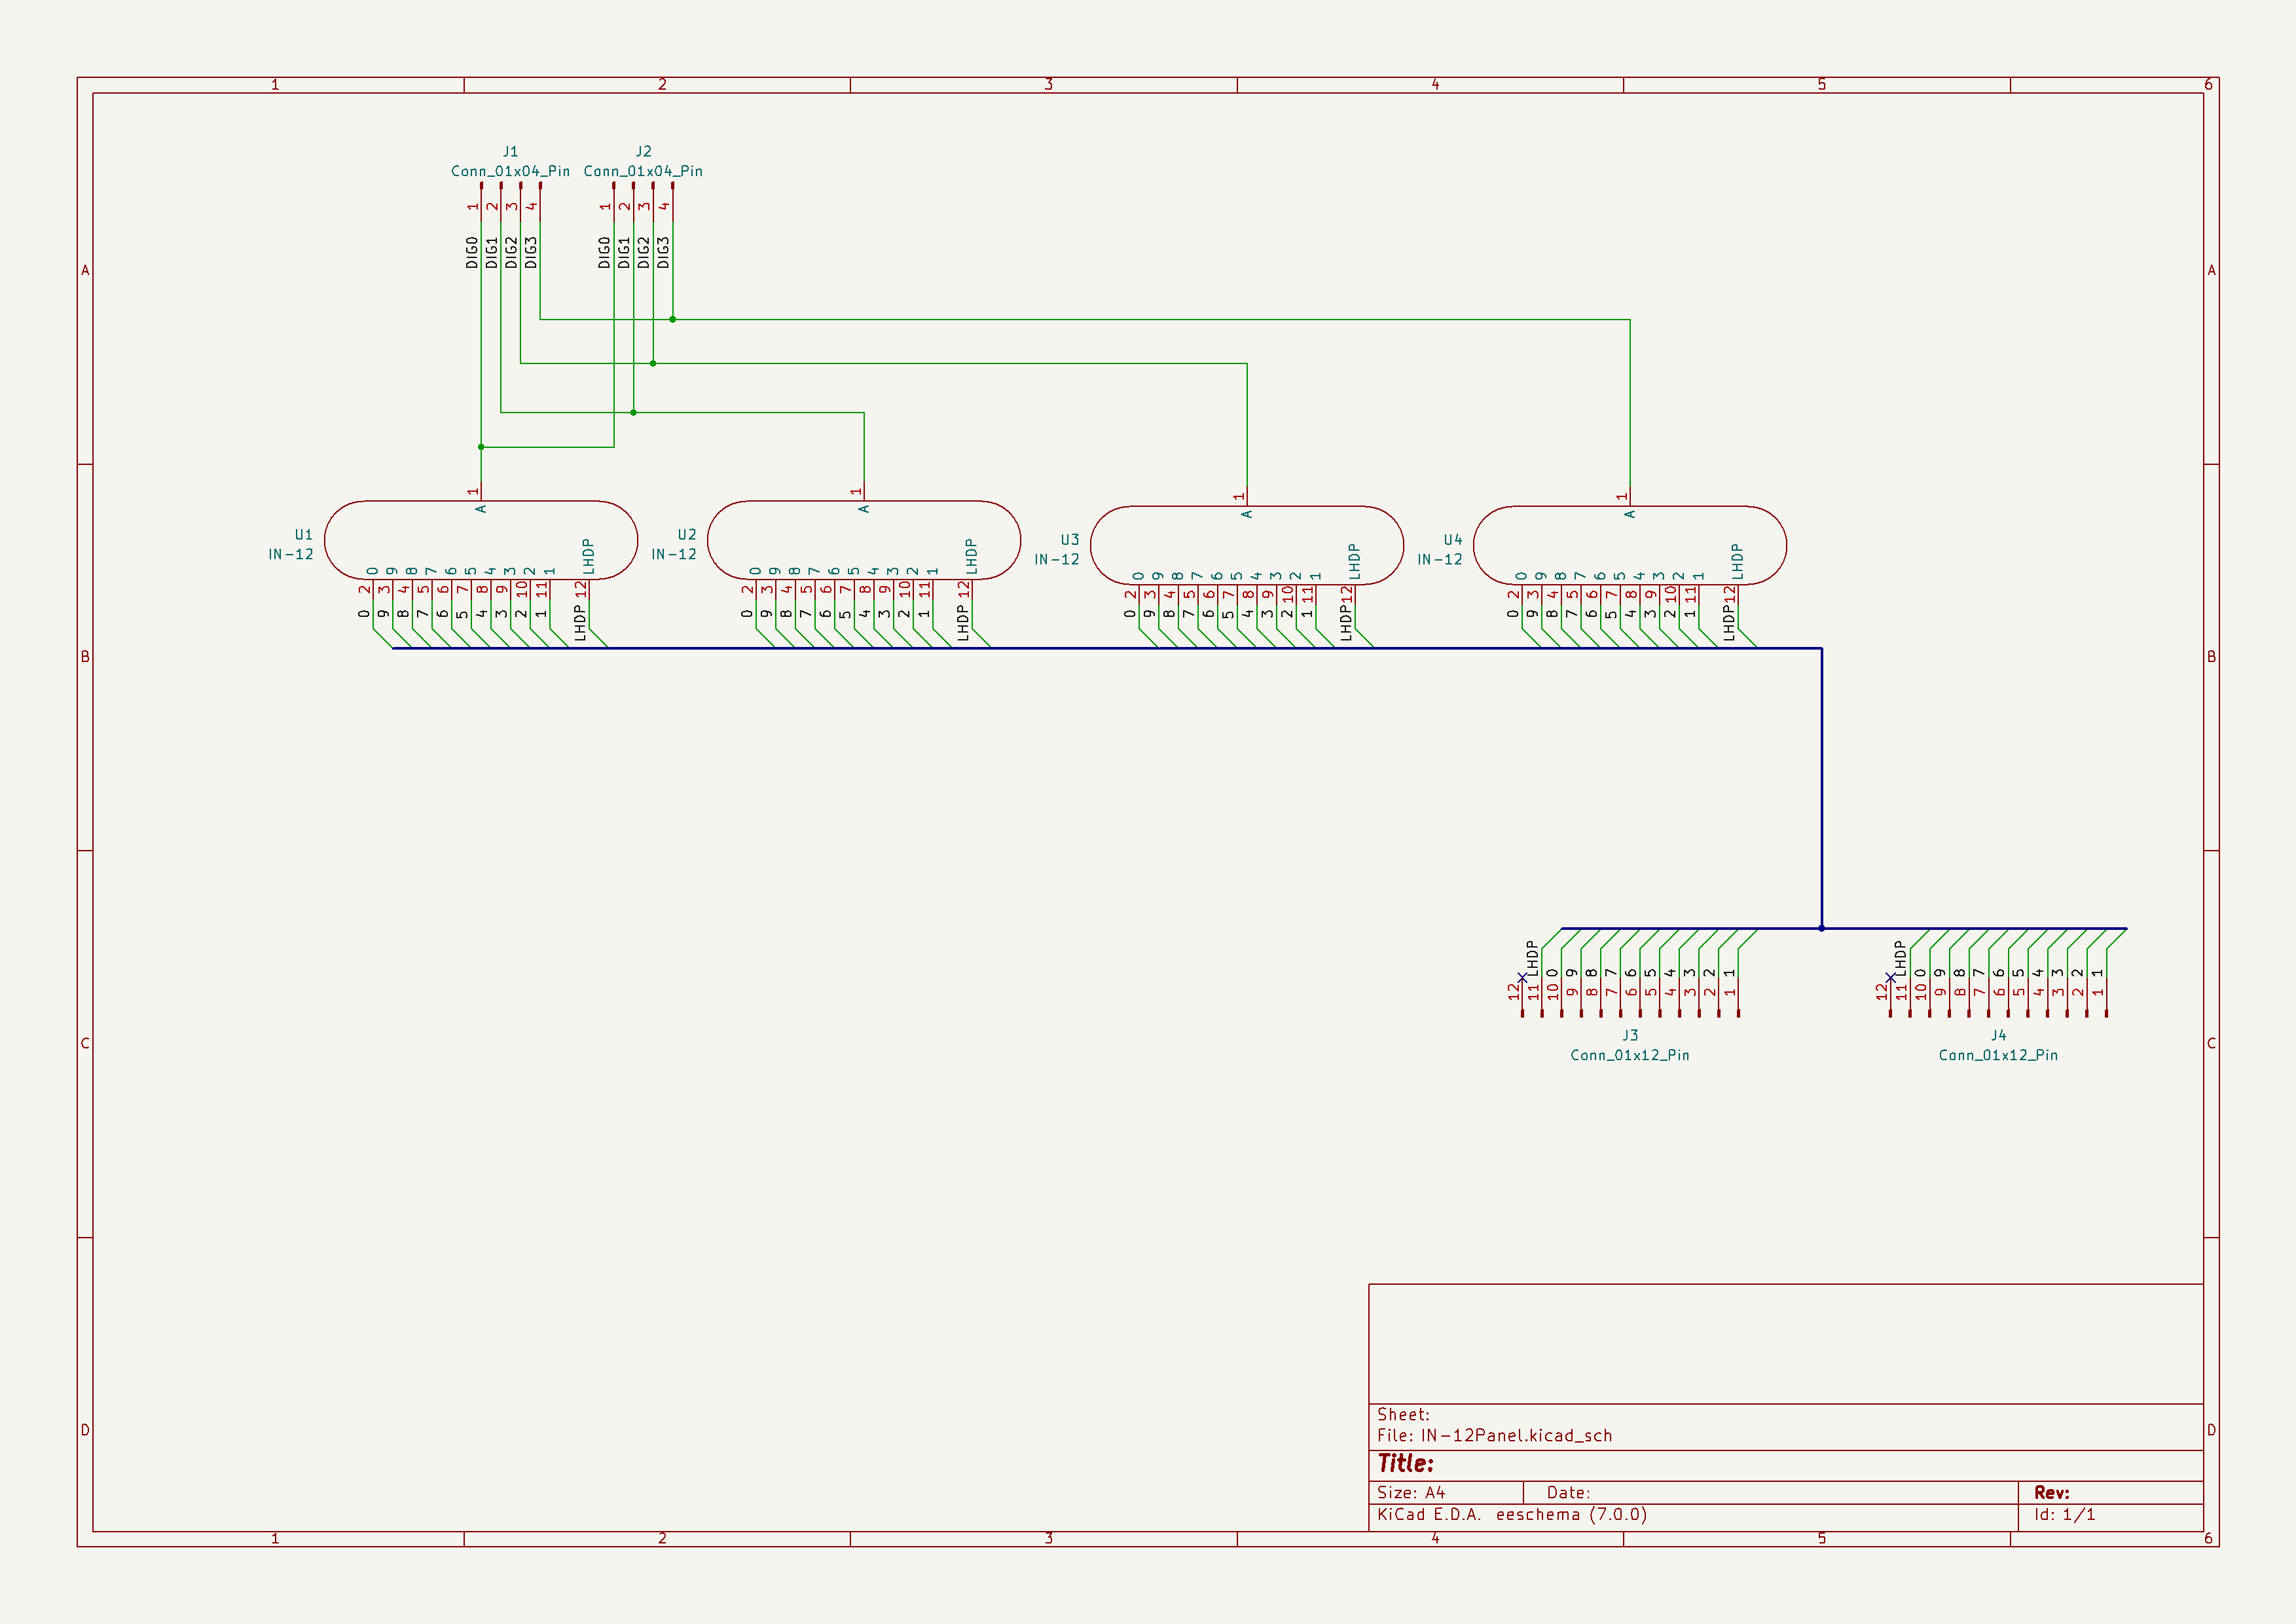 1 2 3 4 5 6
J1 J2
Conn_01x04_Pin Conn_01x04_Pin
1 2 3 4 1 2 3 4
DIG0 DIG1 DIG2 DIG3 DIG0 DIG1 DIG2 DIG3
A A
1 1 1 1
A A A A
U1 U2 U3 U4
IN-12 IN-12 IN-12 IN-12
0 9 8 7 6 5 4 3 2 1 LHDP 0 9 8 7 6 5 4 3 2 1 LHDP 0 9 8 7 6 5 4 3 2 1 LHDP 0 9 8 7 6 5 4 3 2 1 LHDP
2 3 4 5 6 7 8 9 10 11 12 2 3 4 5 6 7 8 9 10 11 12 2 3 4 5 6 7 8 9 10 11 12 2 3 4 5 6 7 8 9 10 11 12
0 9 8 7 6 5 4 3 2 1 LHDP 0 9 8 7 6 5 4 3 2 1 LHDP 0 9 8 7 6 5 4 3 2 1 LHDP 0 9 8 7 6 5 4 3 2 1 LHDP
B B
LHDP 0 9 8 7 6 5 4 3 2 1 LHDP 0 9 8 7 6 5 4 3 2 1
12 11 10 9 8 7 6 5 4 3 2 1 12 11 10 9 8 7 6 5 4 3 2 1
J3 J4
Conn_01x12_Pin Conn_01x12_Pin
C C
Sheet:
File: IN-12Panel.kicad_sch
D D
Title:
Size: A4 Date: Rev:
KiCad E.D.A. eeschema (7.0.0) Id: 1/1
1 2 3 4 5 6